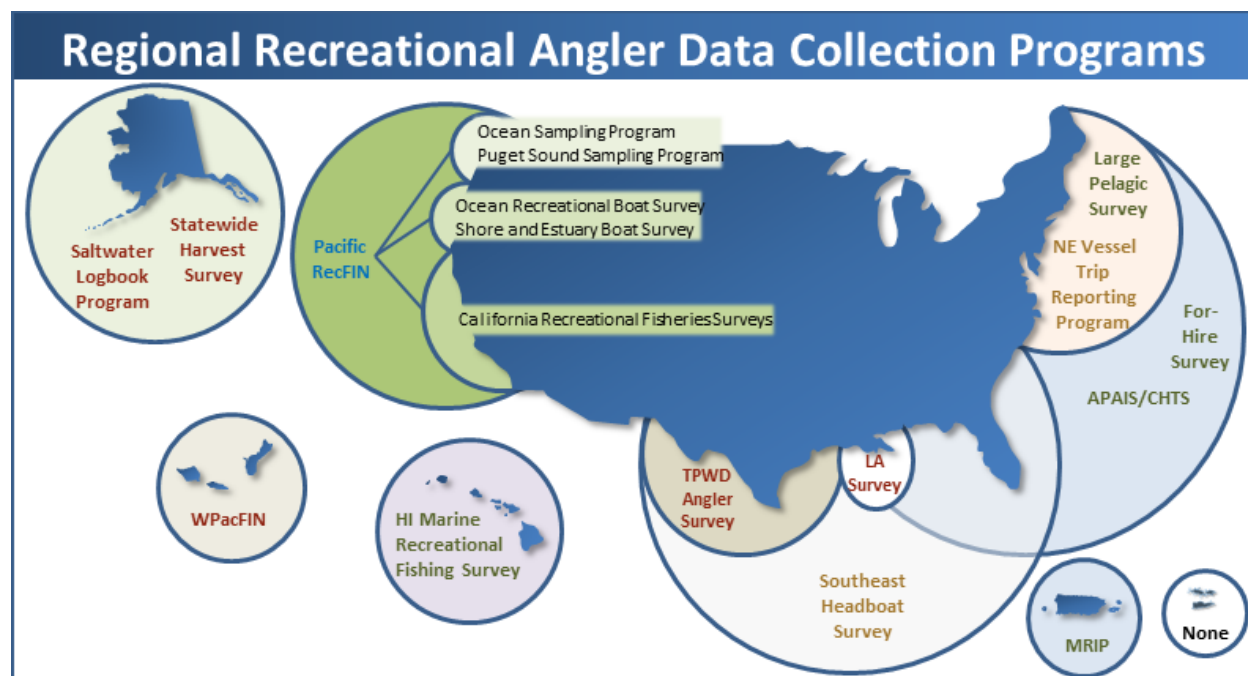 Regional Recreational Angler Data Collection Programs
Saltwater
Logbook
Program
Statewide
Harvest
Survey
Pacific
RecFIN
Ocean Sampling Program
Puget Sound Sampling Program
Ocean Recreational Boat Survey
Shore and Estuary Boat Survey
California Recreational Fisheries Surveys
Large
Pelagic
Survey
NE Vessel
Trip
Reporting
Program
For-
Hire
Survey
APAIS/CHTS
WPacFIN
HI Marine
Recreational
Fishing Survey
TPWD
Angler
Survey
LA
Survey
Southeast
Headboat
Survey
MRIP
None